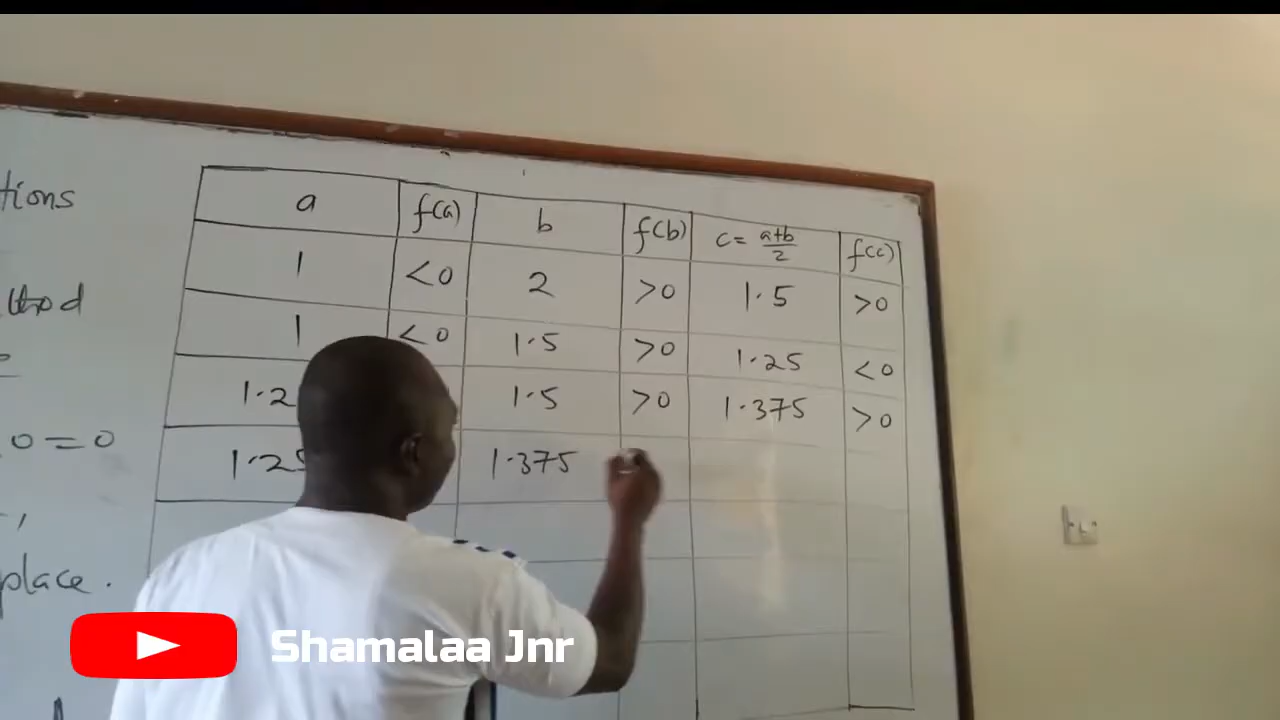 tions
0 = 0
place.
a f(a) b f(b) c = a+b/2 f(c)
1 <0 2 >0 1.5 >0
1 <0 1.5 >0 1.25 <0
1.2 1.5 >0 1.375 >0
1.25 1.375
Shamalaa Jnr